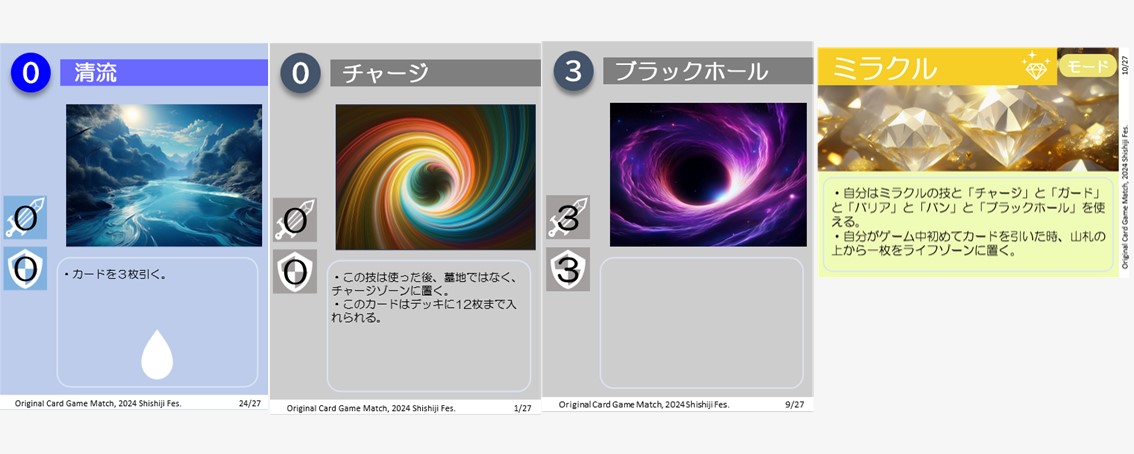 0
清流
0
0
・カードを3枚引く。
Original Card Game Match, 2024 Shishiji Fes.
24/27
0
チャージ
0
0
・この技は使った後、墓地ではなく、
チャージゾーンに置く。
・このカードはデッキに12枚まで入
れられる。
Original Card Game Match, 2024 Shishiji Fes.
1/27
3
ブラックホール
3
3
Original Card Game Match, 2024 Shishiji Fes.
9/27
ミラクル
モード
・自分はミラクルの技と「チャージ」と「ガード」
と「バリア」と「バン」と「ブラックホール」を使
える。
・自分がゲーム中初めてカードを引いた時、山札の
上から一枚をライフゾーンに置く。
Original Card Game Match, 2024 Shishiji Fes.
10/27